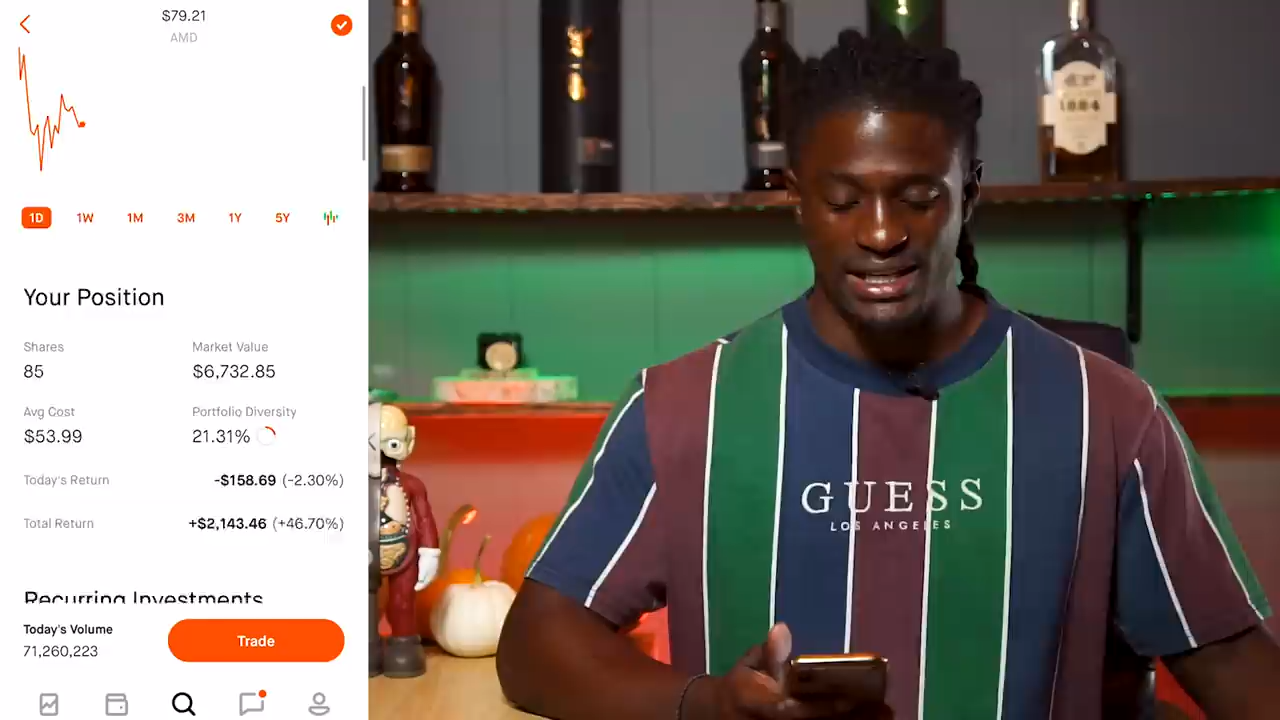 $79.21
AMD
1D 1W 1M 3M 1Y 5Y
Your Position
Shares Market Value
85 $6,732.85
Avg Cost Portfolio Diversity
$53.99 21.31%
Today's Return -$158.69 (-2.30%)
Total Return +$2,143.46 (+46.70%)
Recurring Investments
Today's Volume
71,260,223
Trade
1884
GUESS
LOS ANGELES